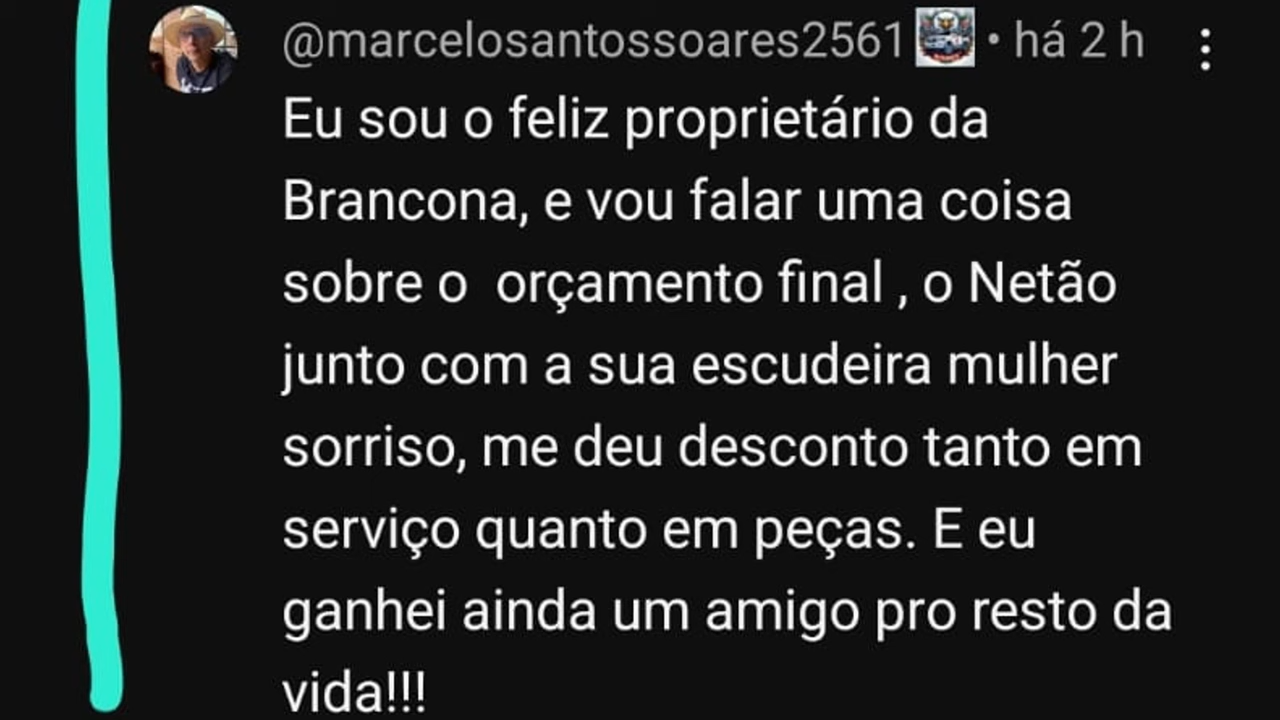 @marcelosantossoares2561 • há 2 h
Eu sou o feliz proprietário da
Brancona, e vou falar uma coisa
sobre o  orçamento final , o Netão
junto com a sua escudeira mulher
sorriso, me deu desconto tanto em
serviço quanto em peças. E eu
ganhei ainda um amigo pro resto da
vida!!!